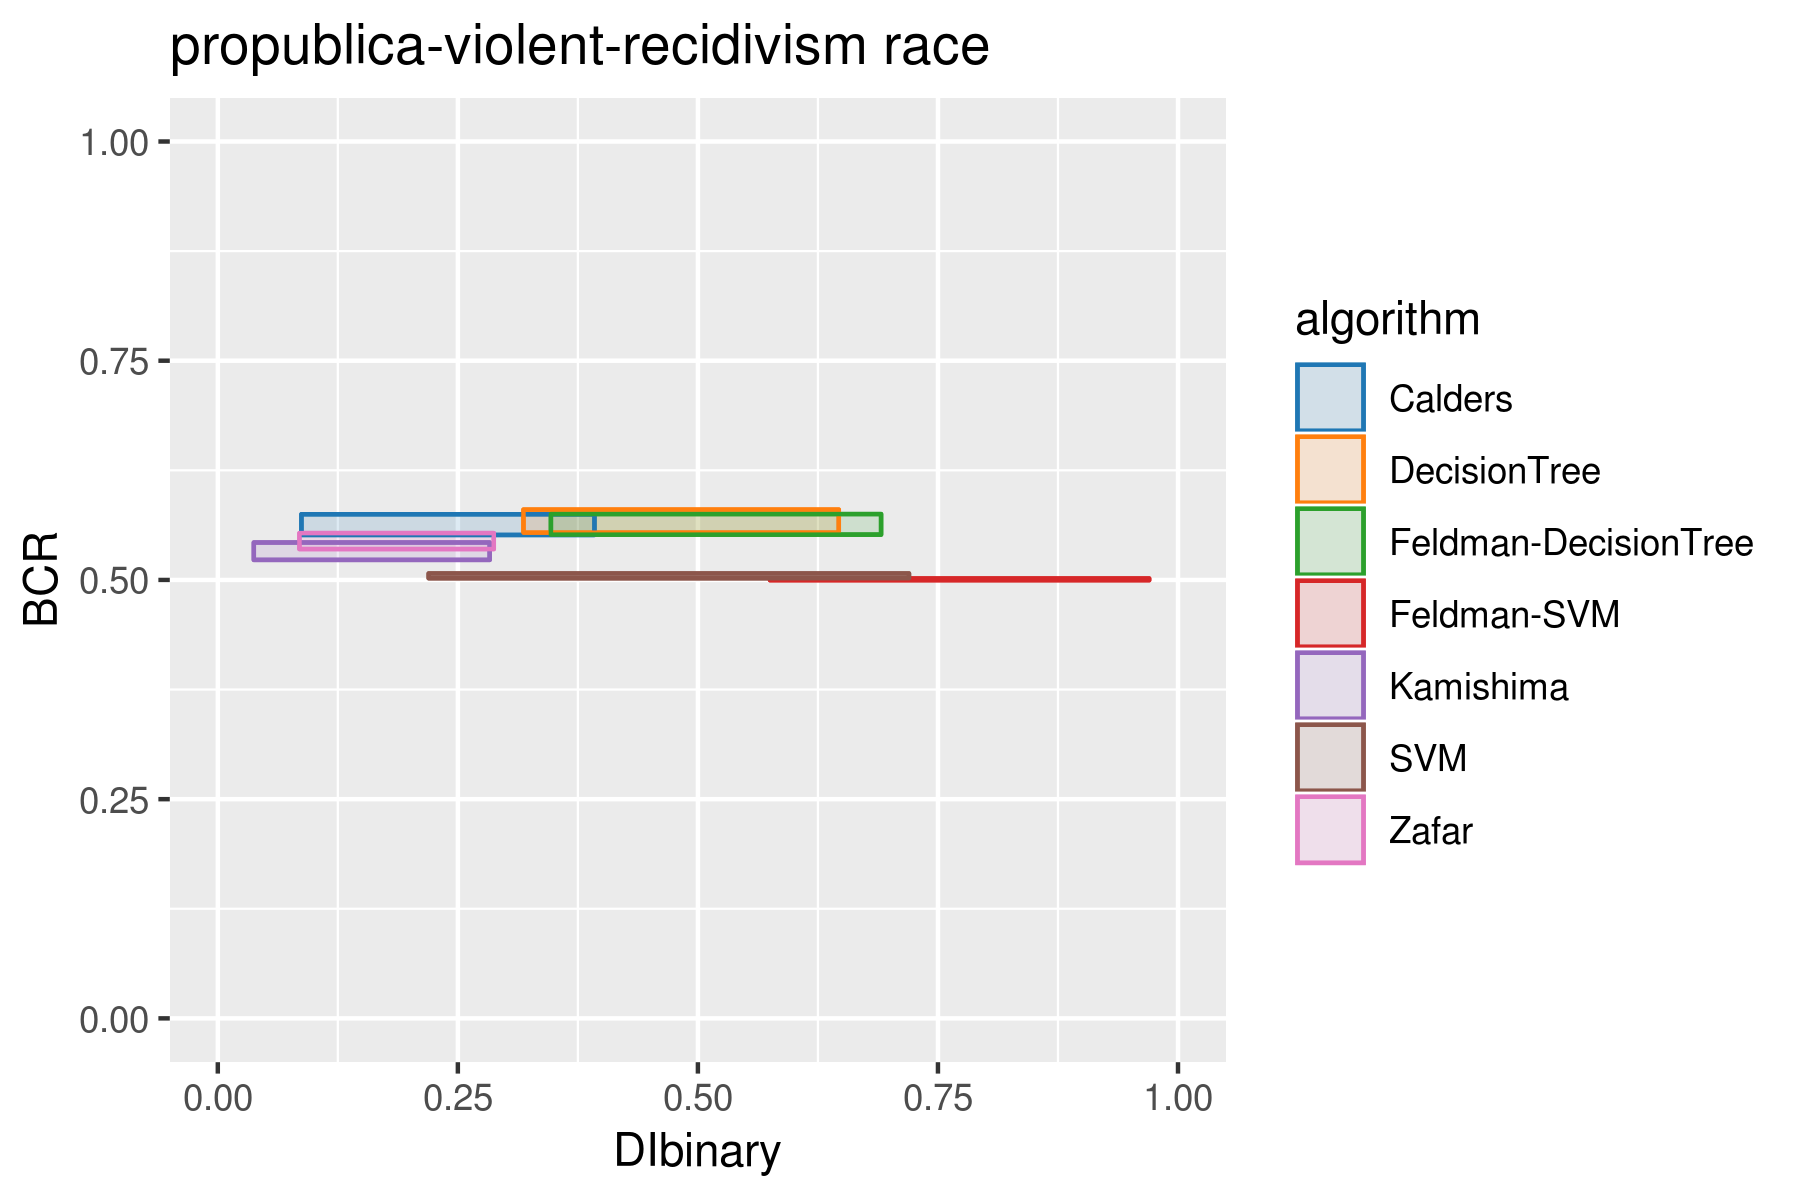 propublica-violent-recidivism race
1.00
0.75
0.50
0.25
0.00
BCR
0.00 0.25 0.50 0.75 1.00
DIbinary
algorithm
Calders
DecisionTree
Feldman-DecisionTree
Feldman-SVM
Kamishima
SVM
Zafar